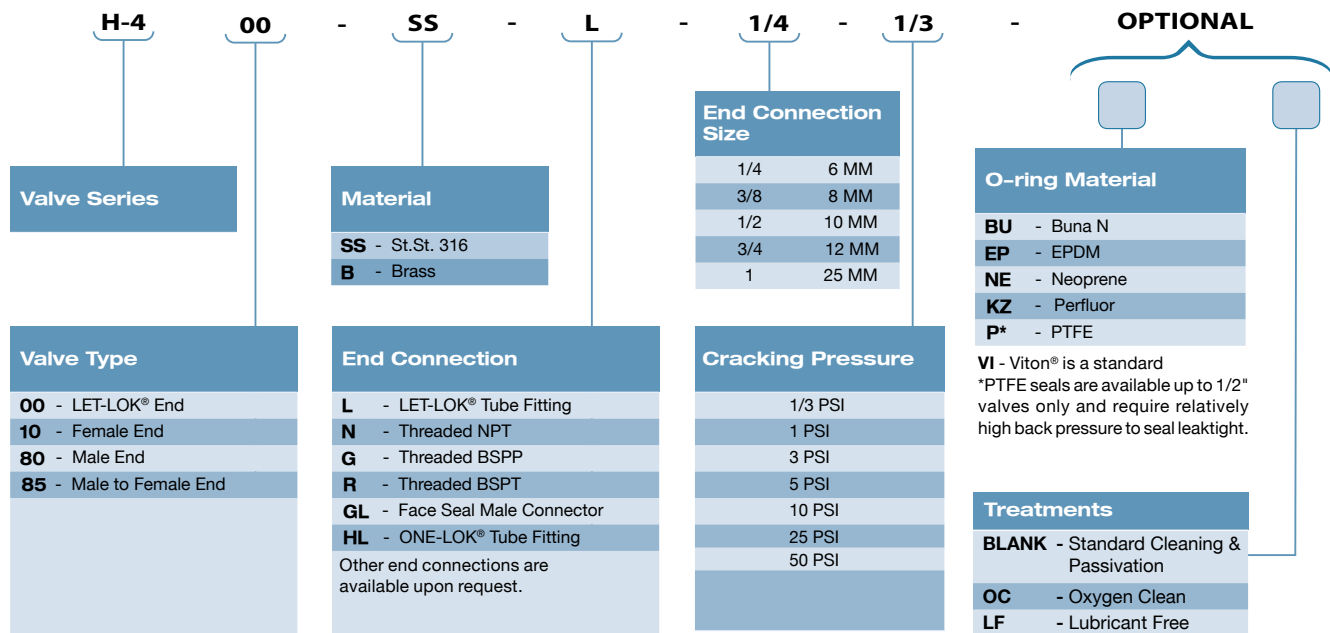 H-4 00 - SS - L - 1/4 - 1/3 - OPTIONAL
Valve Series
Valve Type
00 - LET-LOK® End
10 - Female End
80 - Male End
85 - Male to Female End
Material
SS - St.St. 316
B - Brass
End Connection
L - LET-LOK® Tube Fitting
N - Threaded NPT
G - Threaded BSPP
R - Threaded BSPT
GL - Face Seal Male Connector
HL - ONE-LOK® Tube Fitting
Other end connections are
available upon request.
End Connection
Size
1/4 6 MM
3/8 8 MM
1/2 10 MM
3/4 12 MM
1 25 MM
Cracking Pressure
1/3 PSI
1 PSI
3 PSI
5 PSI
10 PSI
25 PSI
50 PSI
O-ring Material
BU - Buna N
EP - EPDM
NE - Neoprene
KZ - Perfluor
P* - PTFE
VI - Viton® is a standard
*PTFE seals are available up to 1/2"
valves only and require relatively
high back pressure to seal leaktight.
Treatments
BLANK - Standard Cleaning &
Passivation
OC - Oxygen Clean
LF - Lubricant Free